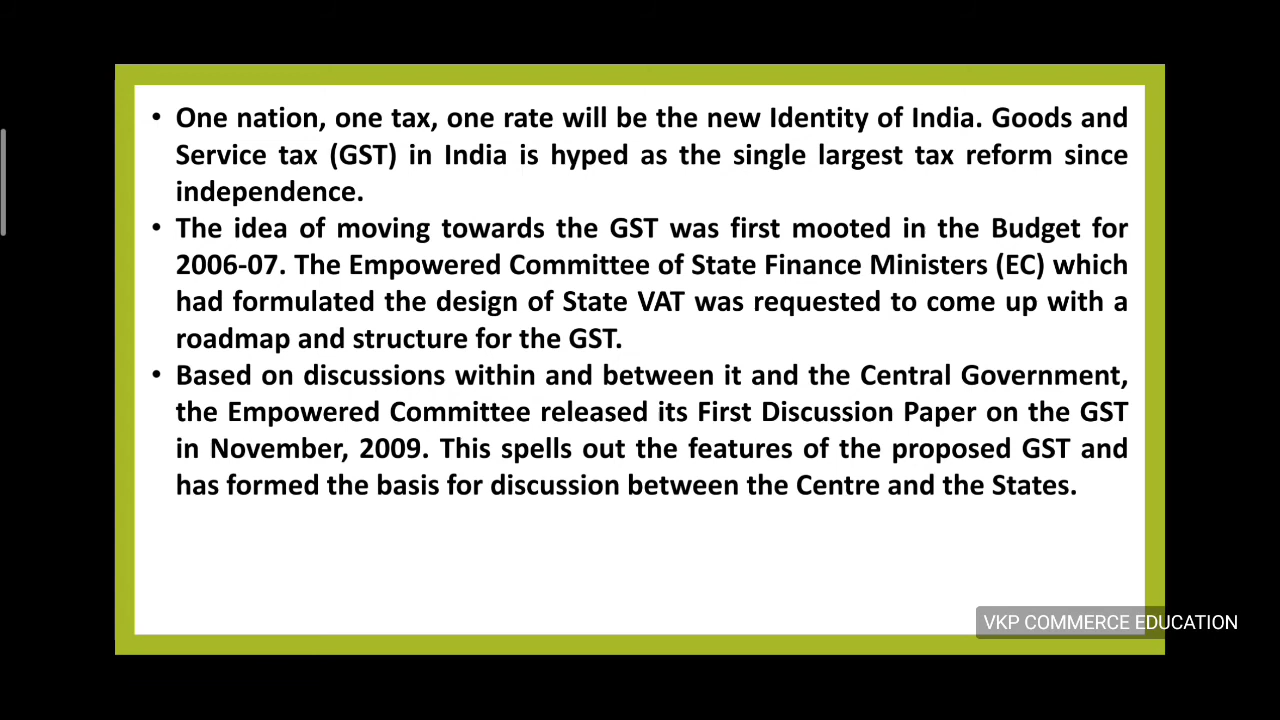 • One nation, one tax, one rate will be the new Identity of India. Goods and
Service tax (GST) in India is hyped as the single largest tax reform since
independence.
• The idea of moving towards the GST was first mooted in the Budget for
2006-07. The Empowered Committee of State Finance Ministers (EC) which
had formulated the design of State VAT was requested to come up with a
roadmap and structure for the GST.
• Based on discussions within and between it and the Central Government,
the Empowered Committee released its First Discussion Paper on the GST
in November, 2009. This spells out the features of the proposed GST and
has formed the basis for discussion between the Centre and the States.
VKP COMMERCE EDUCATION